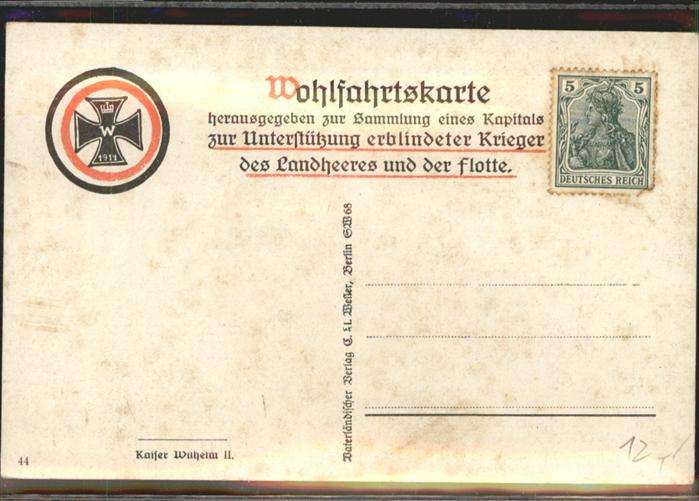 Wohlfahrtskarte
herausgegeben zur Sammlung eines Kapitals
zur Unterstützung erblindeter Krieger
des Landheeres und der Flotte.
W
1911
5 5
DEUTSCHES REICH
Vaterländischer Verlag C. L. Weller, Berlin SW 68
Kaiser Wilhelm II.
44
12,-